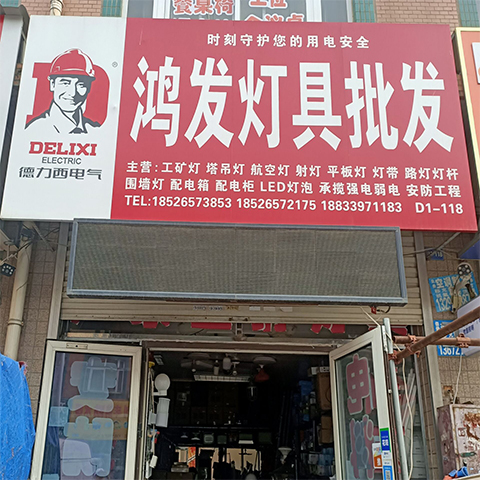 餐桌椅
时刻守护您的用电安全
鸿发灯具批发
DELIXI
ELECTRIC
德力西电气
®
主营:工矿灯 塔吊灯 航空灯 射灯 平板灯 灯带 路灯灯杆
围墙灯 配电箱 配电柜 LED灯泡 承揽强电弱电 安防工程
TEL:18526573853 18526572175 18833971183 D1-118